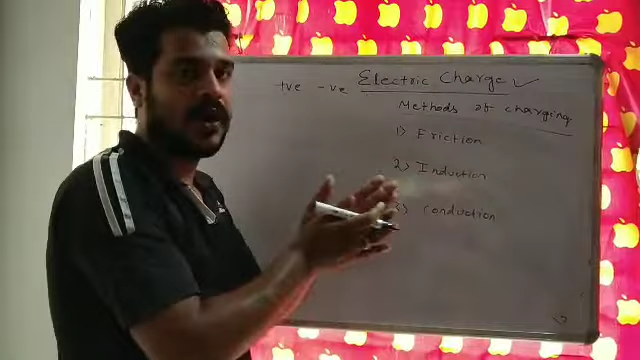 +ve -ve Electric Charge ✓
Methods of charging
1) Friction
2) Induction
3) Conduction